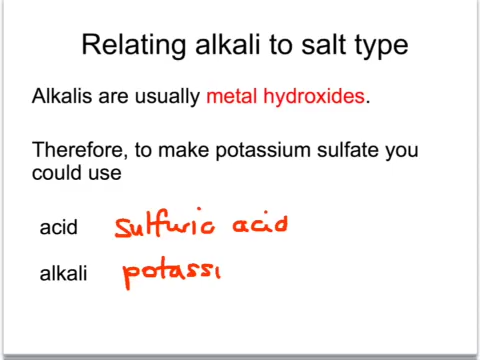 Relating alkali to salt type
Alkalis are usually metal hydroxides.
Therefore, to make potassium sulfate you
could use
acid sulfuric acid
alkali potassi